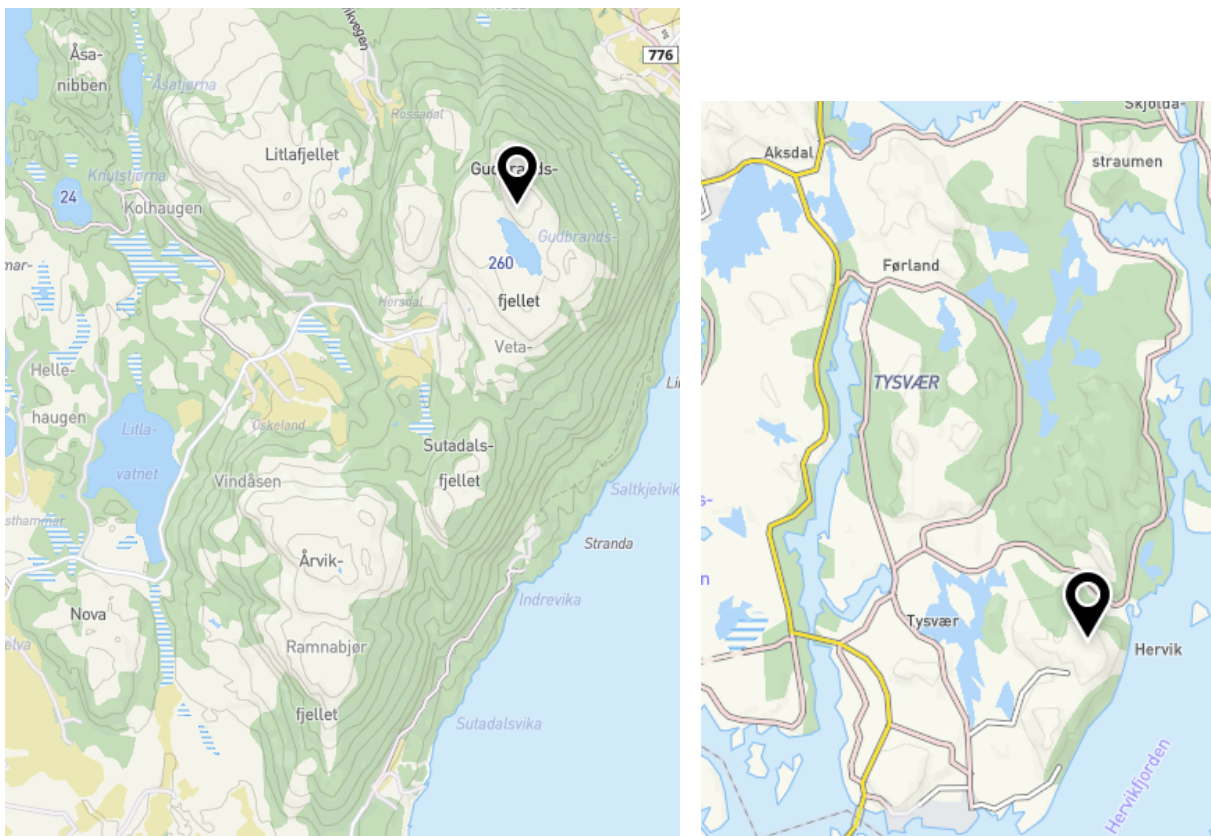 776
Åsa-
nibben
Åsatjørna
Rossadal
Litlafjellet
Gudbrands-
Knutstjørna
24
Kolhaugen
Gudbrands-
260
fjellet
Hersdal
Veta-
Helle-
haugen
Litla-
vatnet
Uskeland
Sutadals-
fjellet
Vindåsen
Saltkjelvik
Stranda
Årvik-
Indrevika
Nova
Ramnabjør
fjellet
Sutadalsvika
Skjolda-
straumen
Aksdal
Førland
TYSVÆR
Tysvær
Hervik
Hervikfjorden